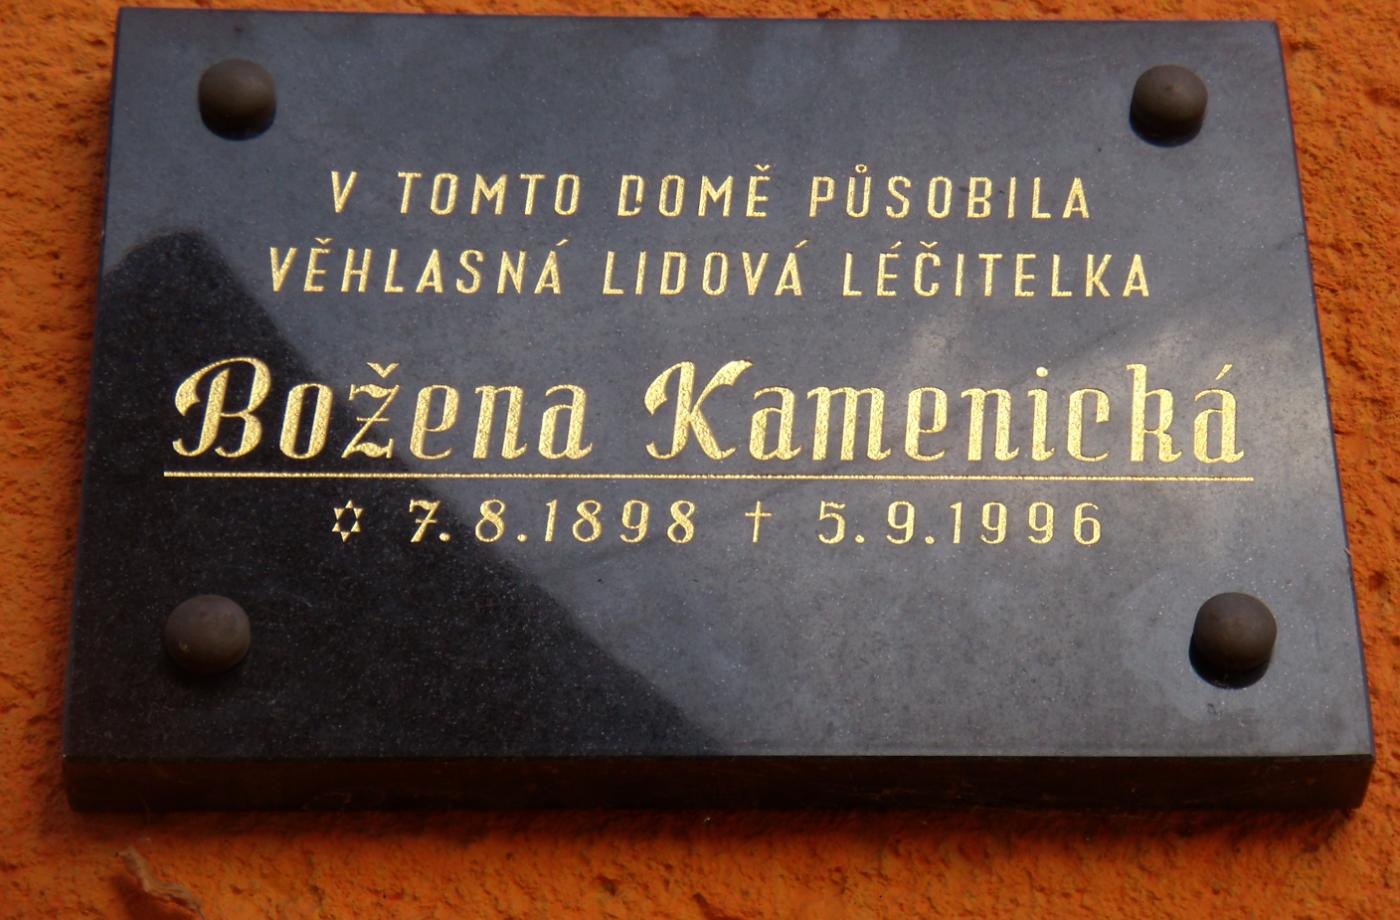 V TOMTO DOMĚ PŮSOBILA
VĚHLASNÁ LIDOVÁ LÉČITELKA
Božena Kamenická
✡ 7.8.1898 † 5.9.1996